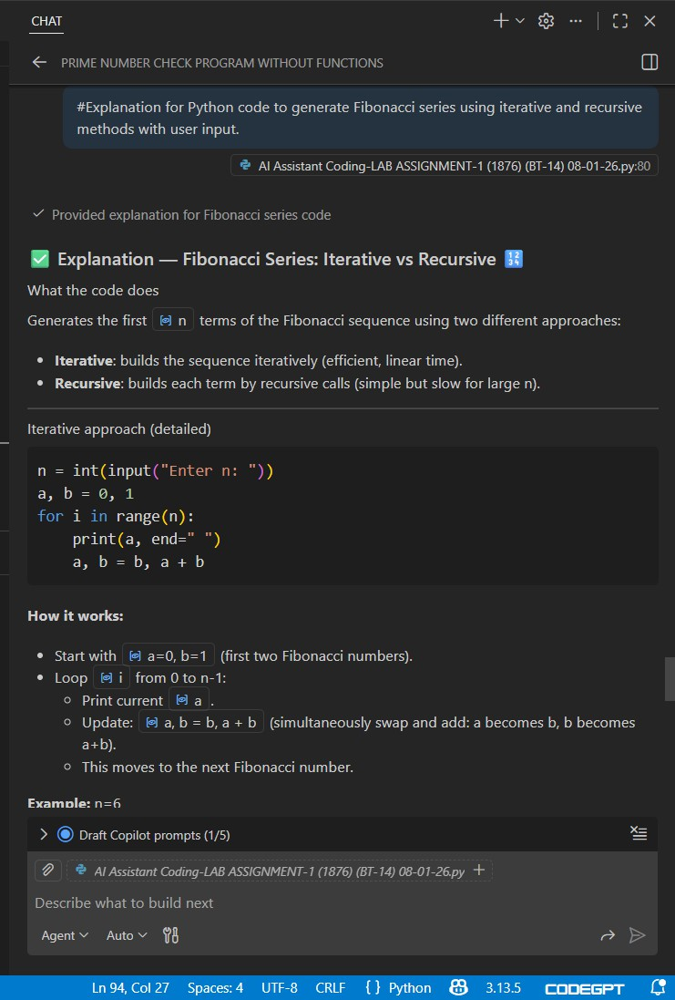 CHAT
PRIME NUMBER CHECK PROGRAM WITHOUT FUNCTIONS
#Explanation for Python code to generate Fibonacci series using iterative and recursive
methods with user input.
AI Assistant Coding-LAB ASSIGNMENT-1 (1876) (BT-14) 08-01-26.py:80
Provided explanation for Fibonacci series code
✅ Explanation — Fibonacci Series: Iterative vs Recursive 🔢
What the code does
Generates the first n terms of the Fibonacci sequence using two different approaches:
• Iterative: builds the sequence iteratively (efficient, linear time).
• Recursive: builds each term by recursive calls (simple but slow for large n).
Iterative approach (detailed)
n = int(input("Enter n: "))
a, b = 0, 1
for i in range(n):
    print(a, end=" ")
    a, b = b, a + b
How it works:
• Start with a=0, b=1 (first two Fibonacci numbers).
• Loop i from 0 to n-1:
○ Print current a .
○ Update: a, b = b, a + b (simultaneously swap and add: a becomes b, b becomes
a+b).
○ This moves to the next Fibonacci number.
Example: n=6
Draft Copilot prompts (1/5)
AI Assistant Coding-LAB ASSIGNMENT-1 (1876) (BT-14) 08-01-26.py
Describe what to build next
Agent Auto
Ln 94, Col 27 Spaces: 4 UTF-8 CRLF { } Python 3.13.5 CODEGPT